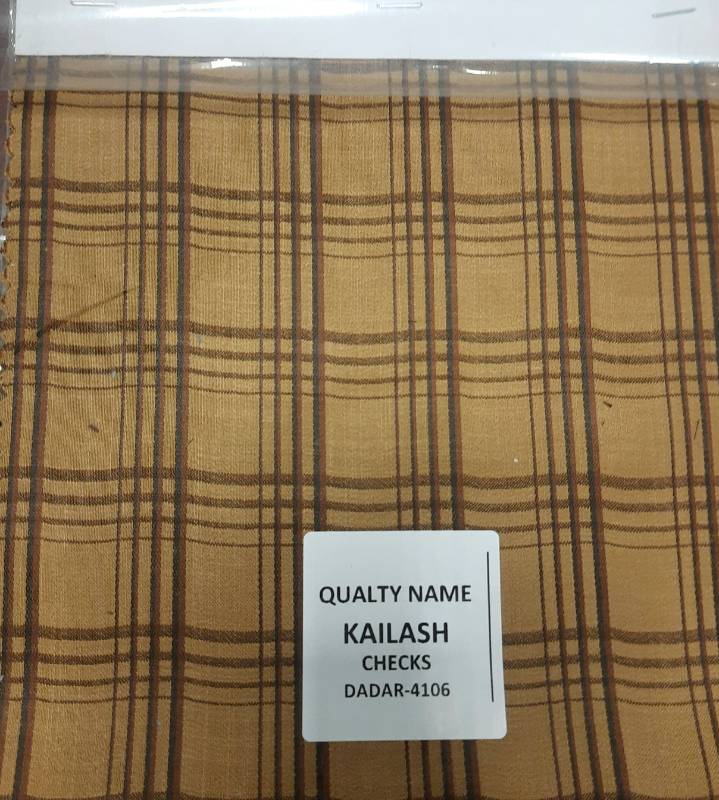 QUALTY NAME
KAILASH
CHECKS
DADAR-4106